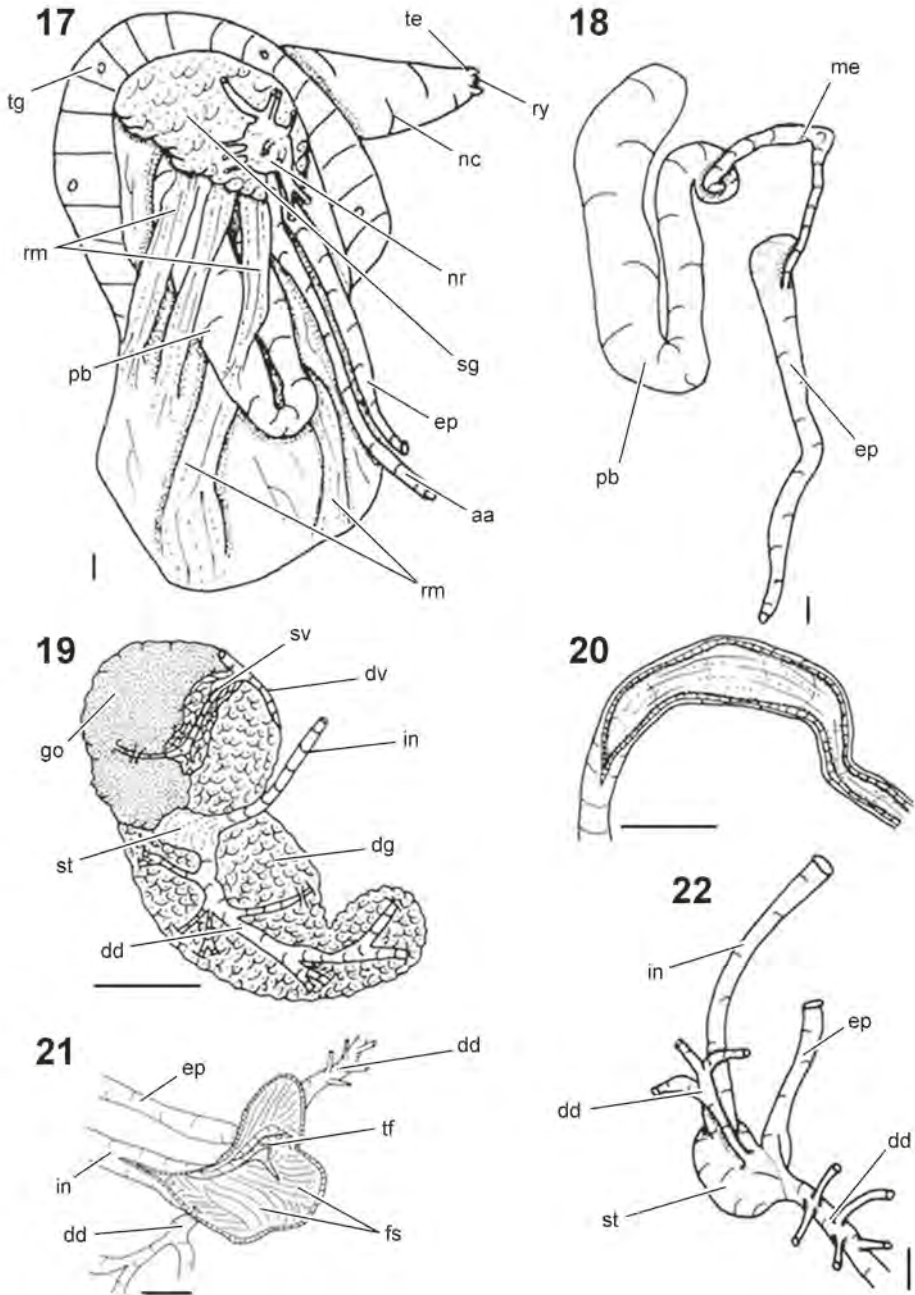 17
te
18
ry
me
tg
nc
rm
nr
pb
sg
ep
aa
rm
pb
ep
19
sv
dv
20
go
in
st
dg
dd
22
in
21
ep
dd
ep
tf
dd
in
dd
fs
st
dd